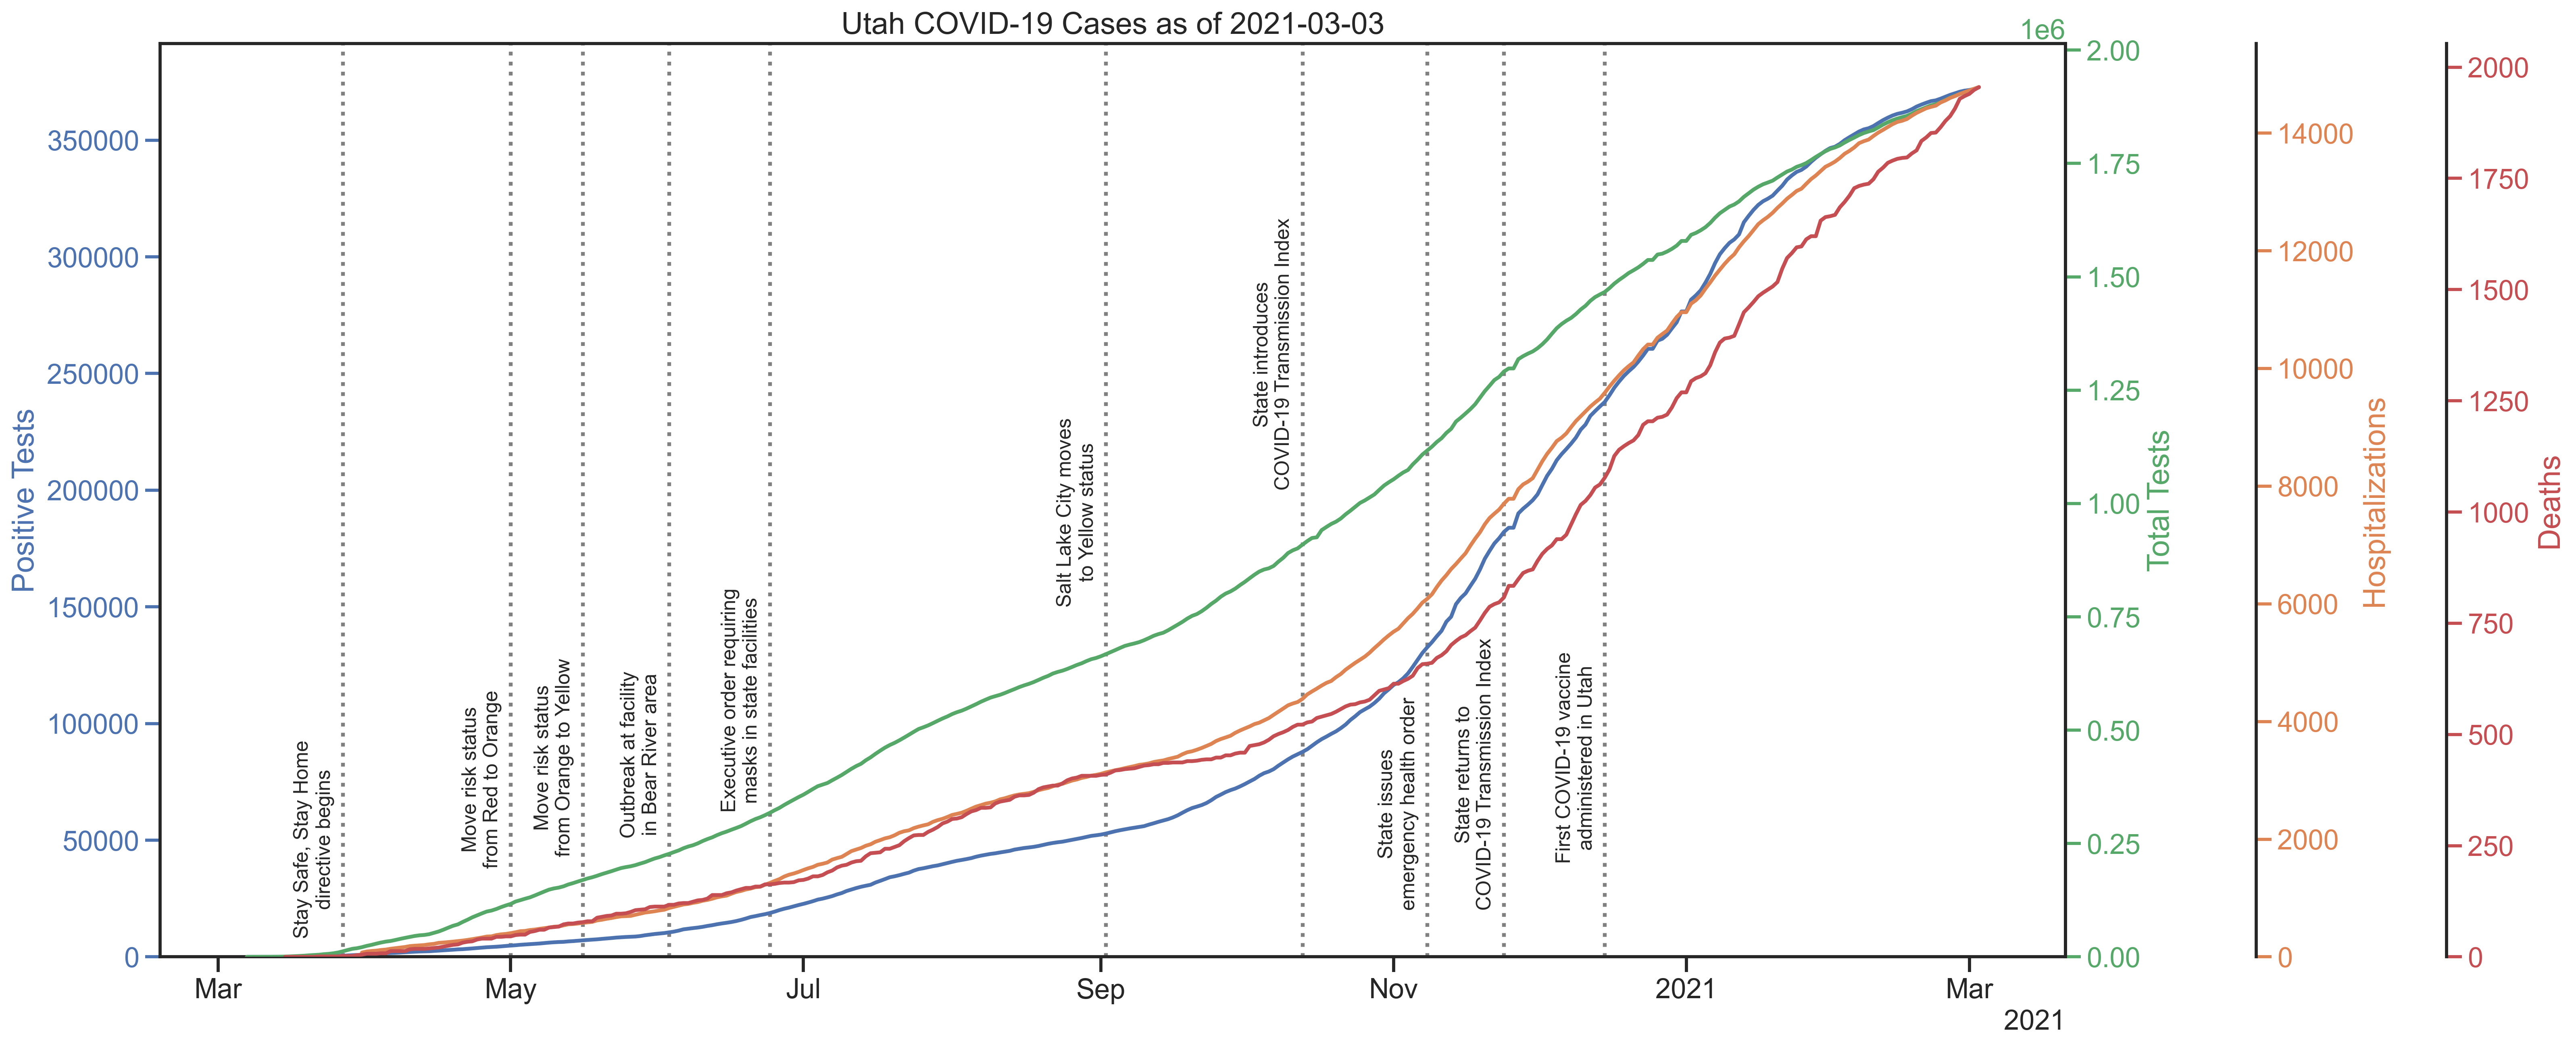 Utah COVID-19 Cases as of 2021-03-03
Positive Tests
350000
300000
250000
200000
150000
100000
50000
0
Stay Safe, Stay Home
directive begins
Move risk status
from Red to Orange
Move risk status
from Orange to Yellow
Outbreak at facility
in Bear River area
Executive order requiring
masks in state facilities
Salt Lake City moves
to Yellow status
State introduces
COVID-19 Transmission Index
State issues
emergency health order
State returns to
COVID-19 Transmission Index
First COVID-19 vaccine
administered in Utah
Mar
May
Jul
Sep
Nov
2021
Mar
2021
1e6
2.00
1.75
1.50
1.25
1.00
0.75
0.50
0.25
0.00
Total Tests
14000
12000
10000
8000
6000
4000
2000
0
Hospitalizations
2000
1750
1500
1250
1000
750
500
250
0
Deaths